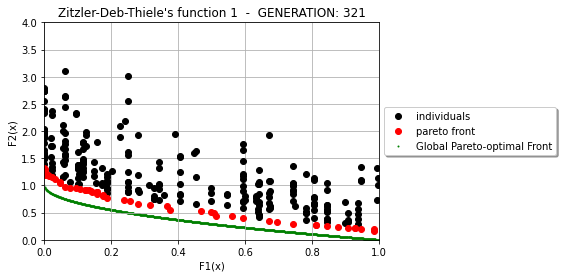 Zitzler-Deb-Thiele's function 1 - GENERATION: 321
4.0
3.5
3.0
2.5
2.0
1.5
1.0
0.5
0.0
F2(x)
0.0 0.2 0.4 0.6 0.8 1.0
F1(x)
individuals
pareto front
Global Pareto-optimal Front